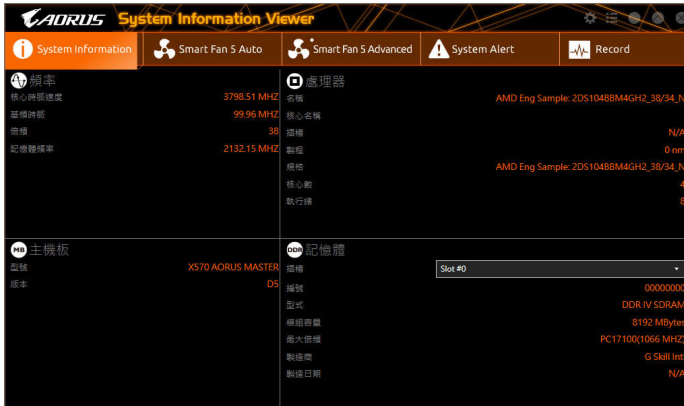 AORUS System Information Viewer
System Information
Smart Fan 5 Auto
Smart Fan 5 Advanced
System Alert
Record
頻率
核心時脈速度 3798.51 MHZ
基頻時脈 99.96 MHZ
倍頻 38
記憶體頻率 2132.15 MHZ
處理器
名稱 AMD Eng Sample: 2DS104BBM4GH2_38/34_N
核心名稱
插槽 N/A
製程 0 nm
規格 AMD Eng Sample: 2DS104BBM4GH2_38/34_N
核心數 4
執行緒 8
MB 主機板
型號 X570 AORUS MASTER
版本 D5
DDR 記憶體
插槽 Slot #0
編號 00000000
型式 DDR IV SDRAM
模組容量 8192 MBytes
最大倍頻 PC17100(1066 MHZ)
製造商 G Skill Int
製造日期 N/A